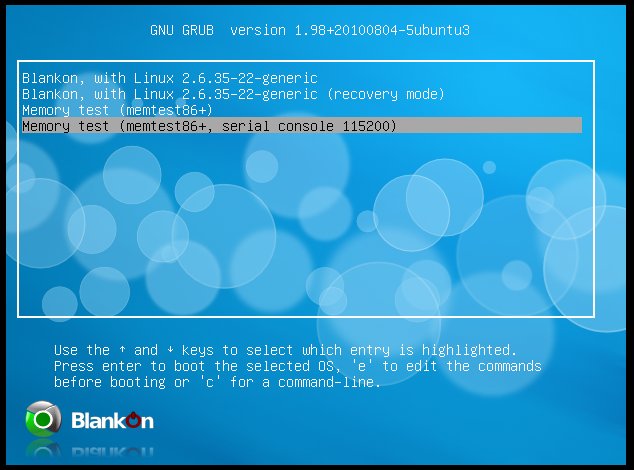 GNU GRUB  version 1.98+20100804-5ubuntu3
Blankon, with Linux 2.6.35-22-generic
Blankon, with Linux 2.6.35-22-generic (recovery mode)
Memory test (memtest86+)
Memory test (memtest86+, serial console 115200)
Use the ↑ and ↓ keys to select which entry is highlighted.
Press enter to boot the selected OS, 'e' to edit the commands
before booting or 'c' for a command-line.
BlankOn